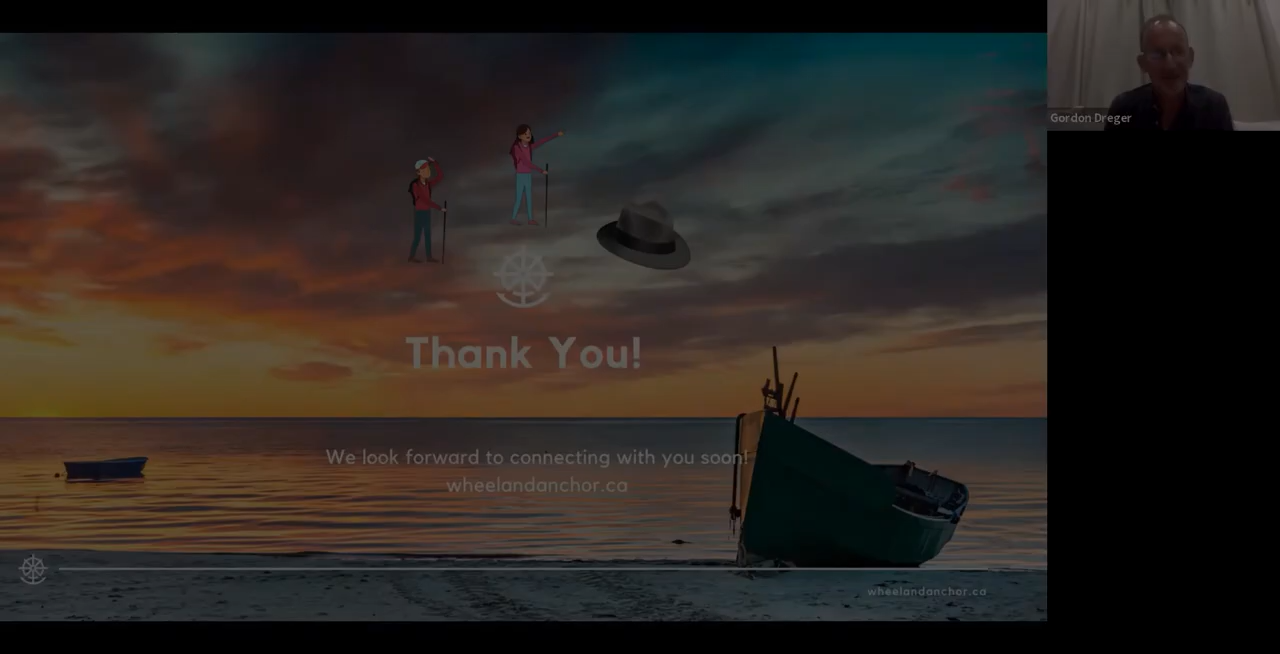 Gordon Dreger
Thank You!
We look forward to connecting with you soon!
wheelandanchor.ca
wheelandanchor.ca